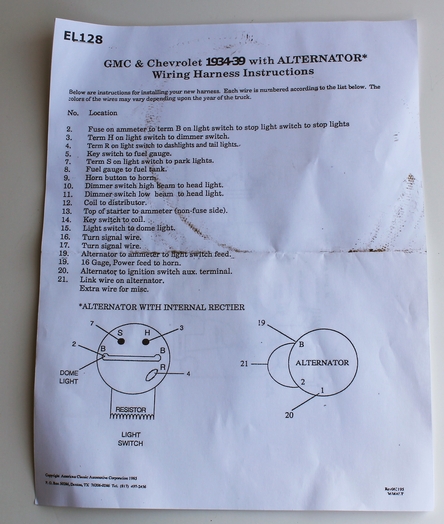 EL128
GMC & Chevrolet 1934-39 with ALTERNATOR*
Wiring Harness Instructions
Below are instructions for installing your new harness. Each wire is numbered according to the list below. The
colors of the wires may vary depending upon the year of the truck.
No. Location
2. Fuse on ammeter to term B on light switch to stop light switch to stop lights
3. Term H on light switch to dimmer switch.
4. Term R on light switch to dashlights and tail lights.
5. Key switch to fuel gauge.
7. Term S on light switch to park lights.
8. Fuel gauge to fuel tank.
9. Horn button to horn.
10. Dimmer switch high beam to head light.
11. Dimmer switch low beam to head light.
12. Coil to distributor.
13. Top of starter to ammeter (non-fuse side).
14. Key switch to coil.
15. Light switch to dome light.
16. Turn signal wire.
17. Turn signal wire.
19. Alternator to ammeter to light switch feed.
19. 16 Gage, Power feed to horn.
20. Alternator to ignition switch aux. terminal.
21. Link wire on alternator.
Extra wire for misc.
*ALTERNATOR WITH INTERNAL RECTIER
7 S H 3
2 B B
R 4
DOME
LIGHT
RESISTOR
LIGHT
SWITCH
19 B
ALTERNATOR
21
2 1
20
Copyright American Classic Automotive Corporation 1992